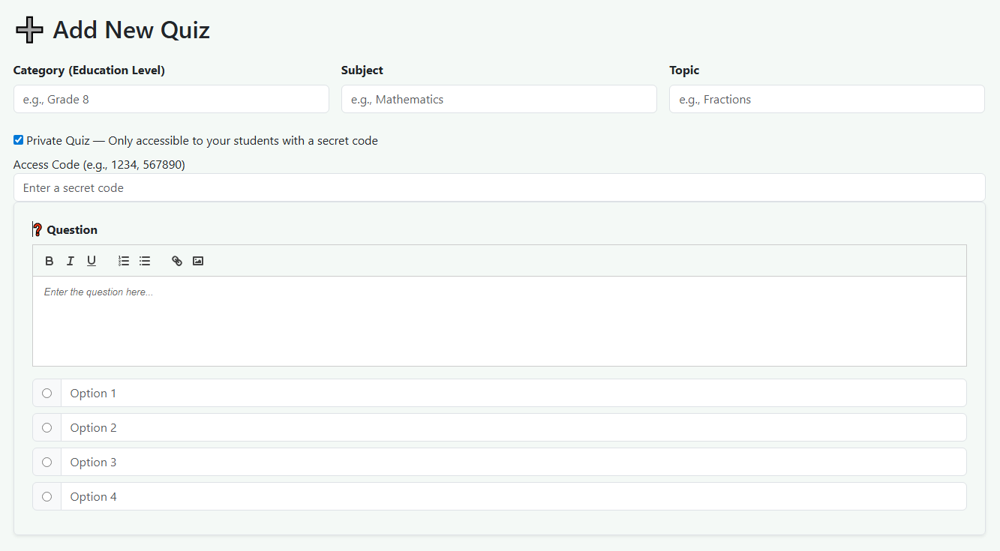 Add New Quiz
Category (Education Level) Subject Topic
e.g., Grade 8 e.g., Mathematics e.g., Fractions
Private Quiz — Only accessible to your students with a secret code
Access Code (e.g., 1234, 567890)
Enter a secret code
❓ Question
B I U
Enter the question here...
Option 1
Option 2
Option 3
Option 4